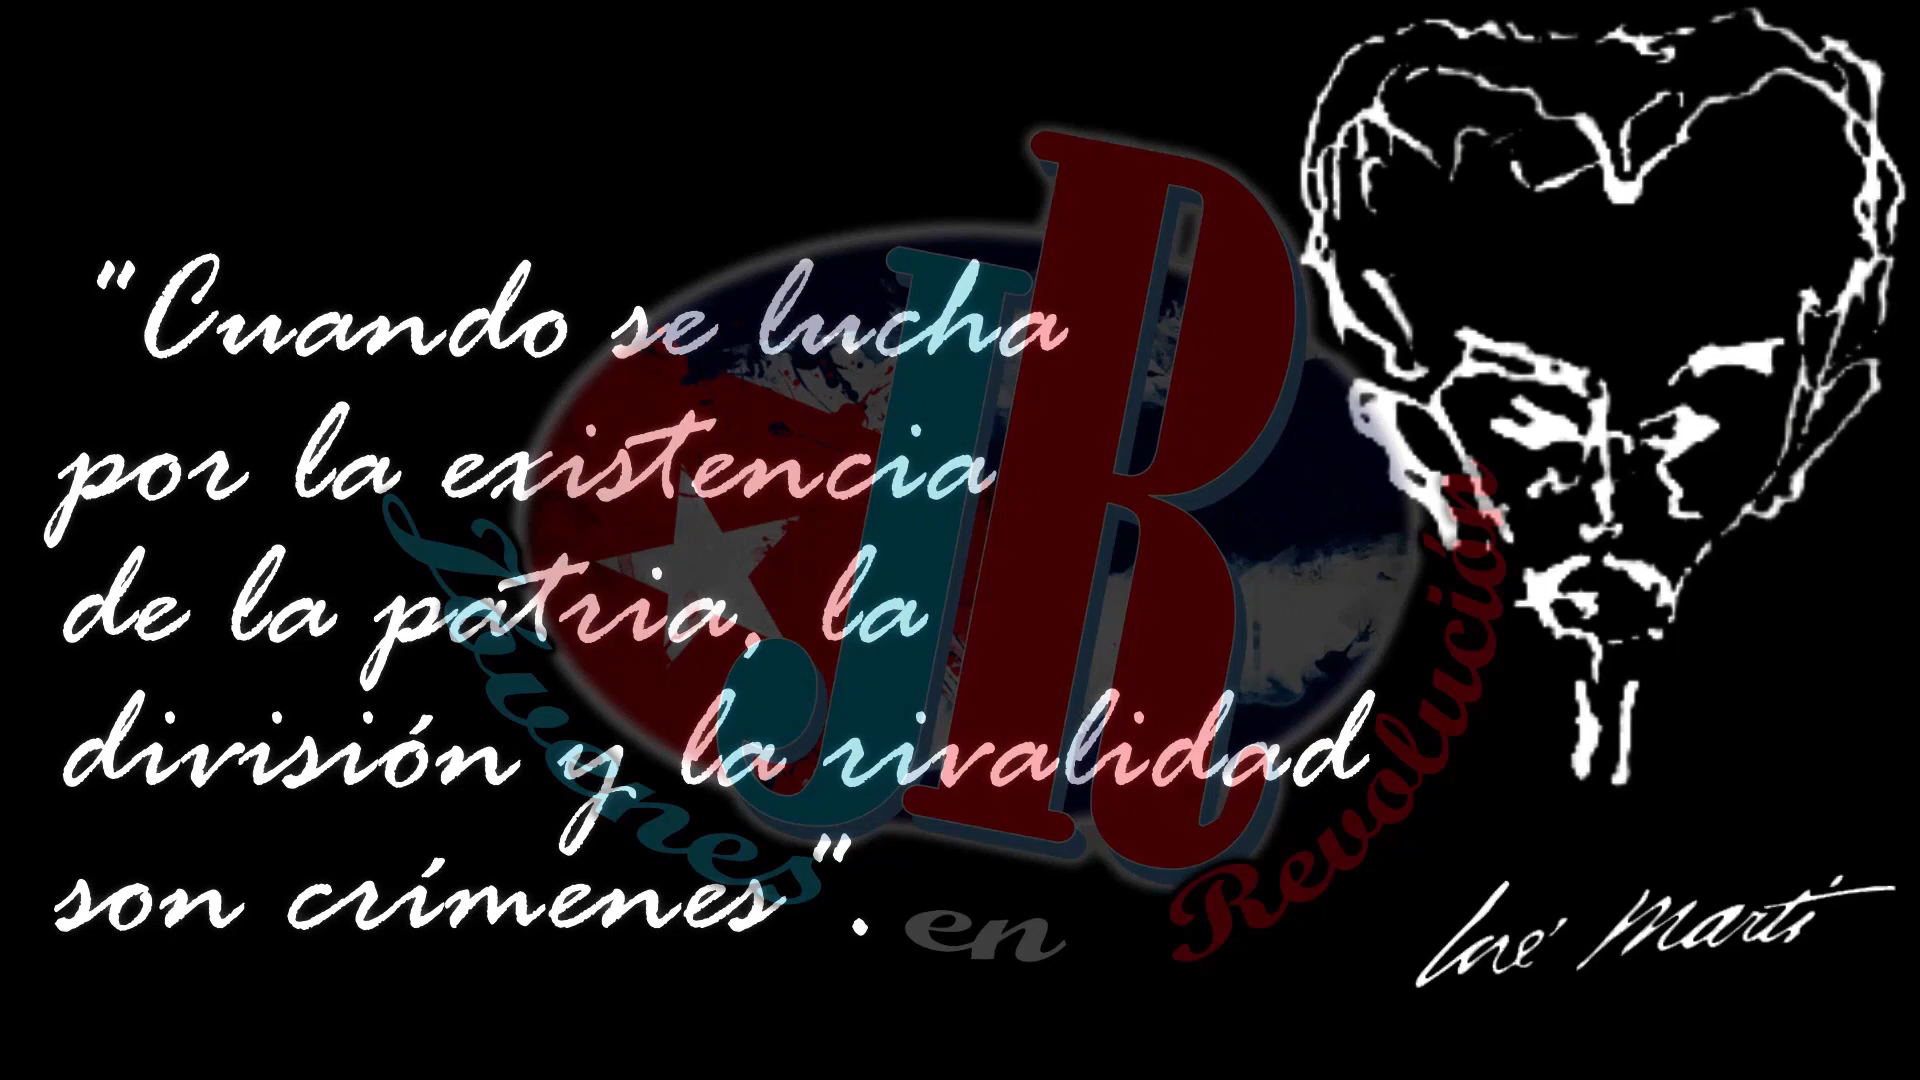 “Cuando se lucha
por la existencia
de la patria, la
división y la rivalidad
son crímenes”.
José Martí
JR
Jóvenes en Revolución